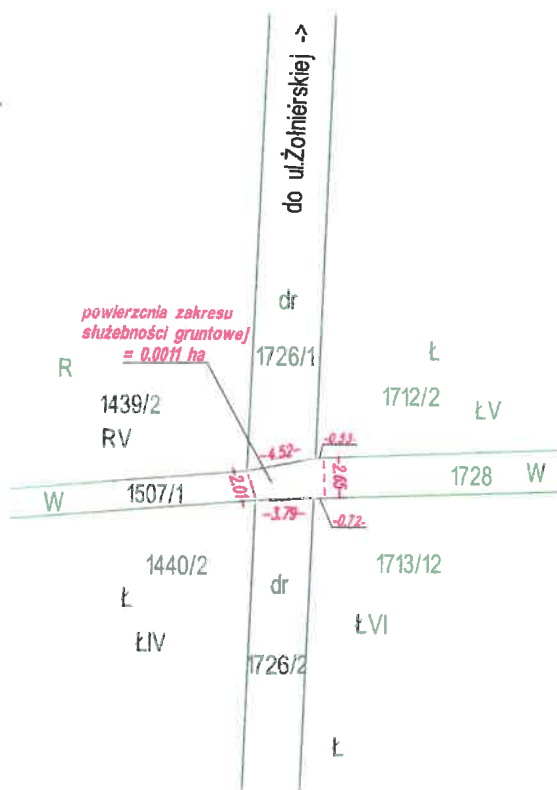 do ul.Żołnierskiej ->
dr
powierzcnia zakresu
służebności gruntowej
= 0.0011 ha
1726/1
R
Ł
1439/2
1712/2
ŁV
RV
-4.52-
-0.53-
-2.01-
-2.65-
1728
W
W
1507/1
-3.79-
-0.72-
1440/2
dr
1713/12
Ł
ŁVI
ŁIV
1726/2
Ł